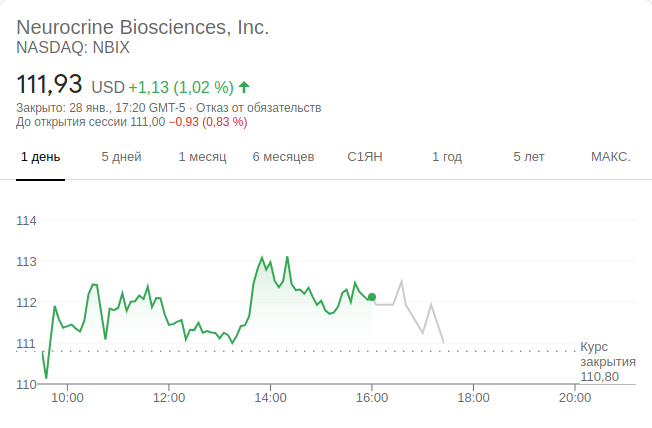 Neurocrine Biosciences, Inc.
NASDAQ: NBIX
111,93 USD +1,13 (1,02 %)
Закрыто: 28 янв., 17:20 GMT-5 · Отказ от обязательств
До открытия сессии 111,00 −0,93 (0,83 %)
1 день 5 дней 1 месяц 6 месяцев С1ЯН 1 год 5 лет МАКС.
114
113
112
111
Курс
закрытия
110,80
110
10:00 12:00 14:00 16:00 18:00 20:00